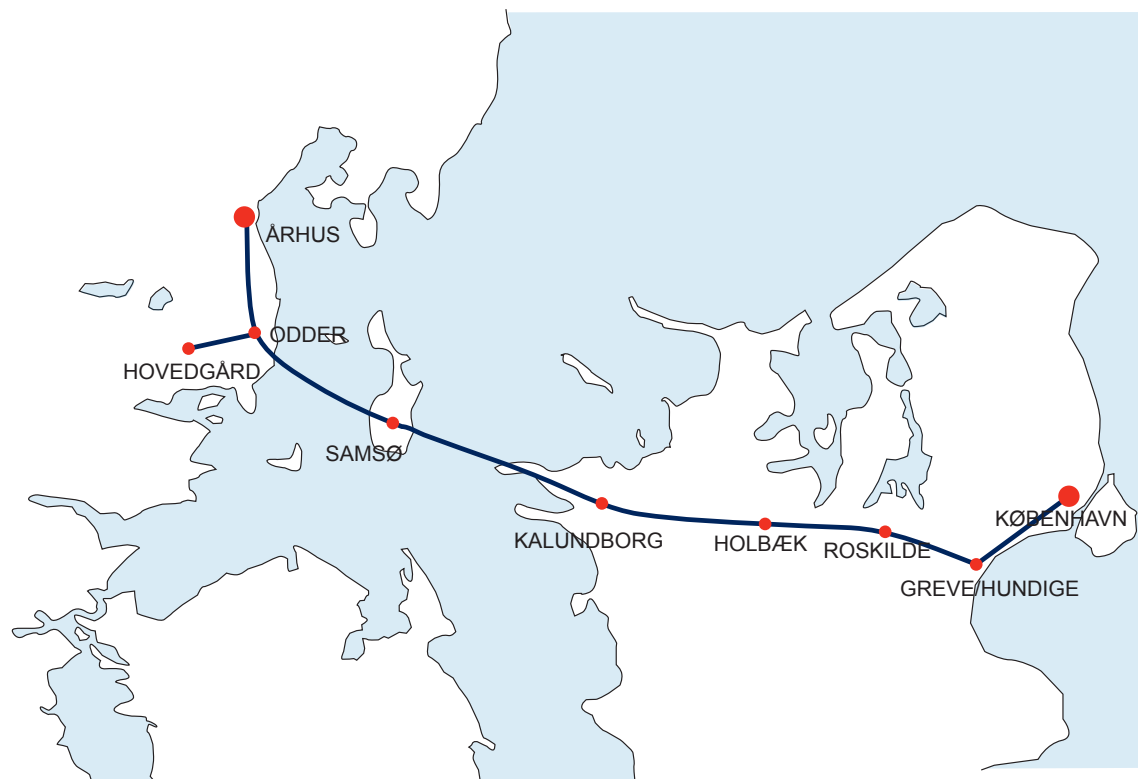 ÅRHUS
ODDER
HOVEDGÅRD
SAMSØ
KALUNDBORG
HOLBÆK
ROSKILDE
KØBENHAVN
GREVE/HUNDIGE